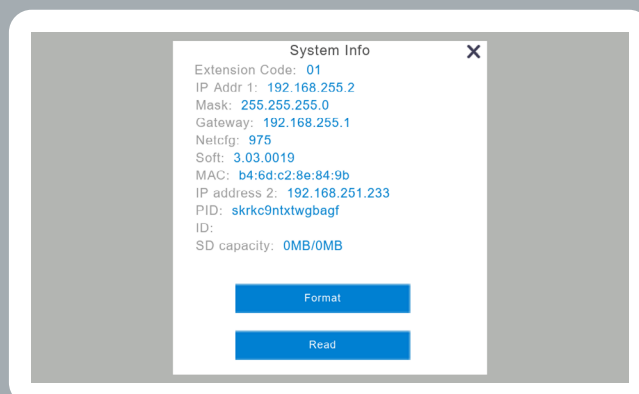 System Info
Extension Code: 01
IP Addr 1: 192.168.255.2
Mask: 255.255.255.0
Gateway: 192.168.255.1
Netcfg: 975
Soft: 3.03.0019
MAC: b4:6d:c2:8e:84:9b
IP address 2: 192.168.251.233
PID: skrkc9ntxtwgbagf
ID:
SD capacity: 0MB/0MB
Format
Read